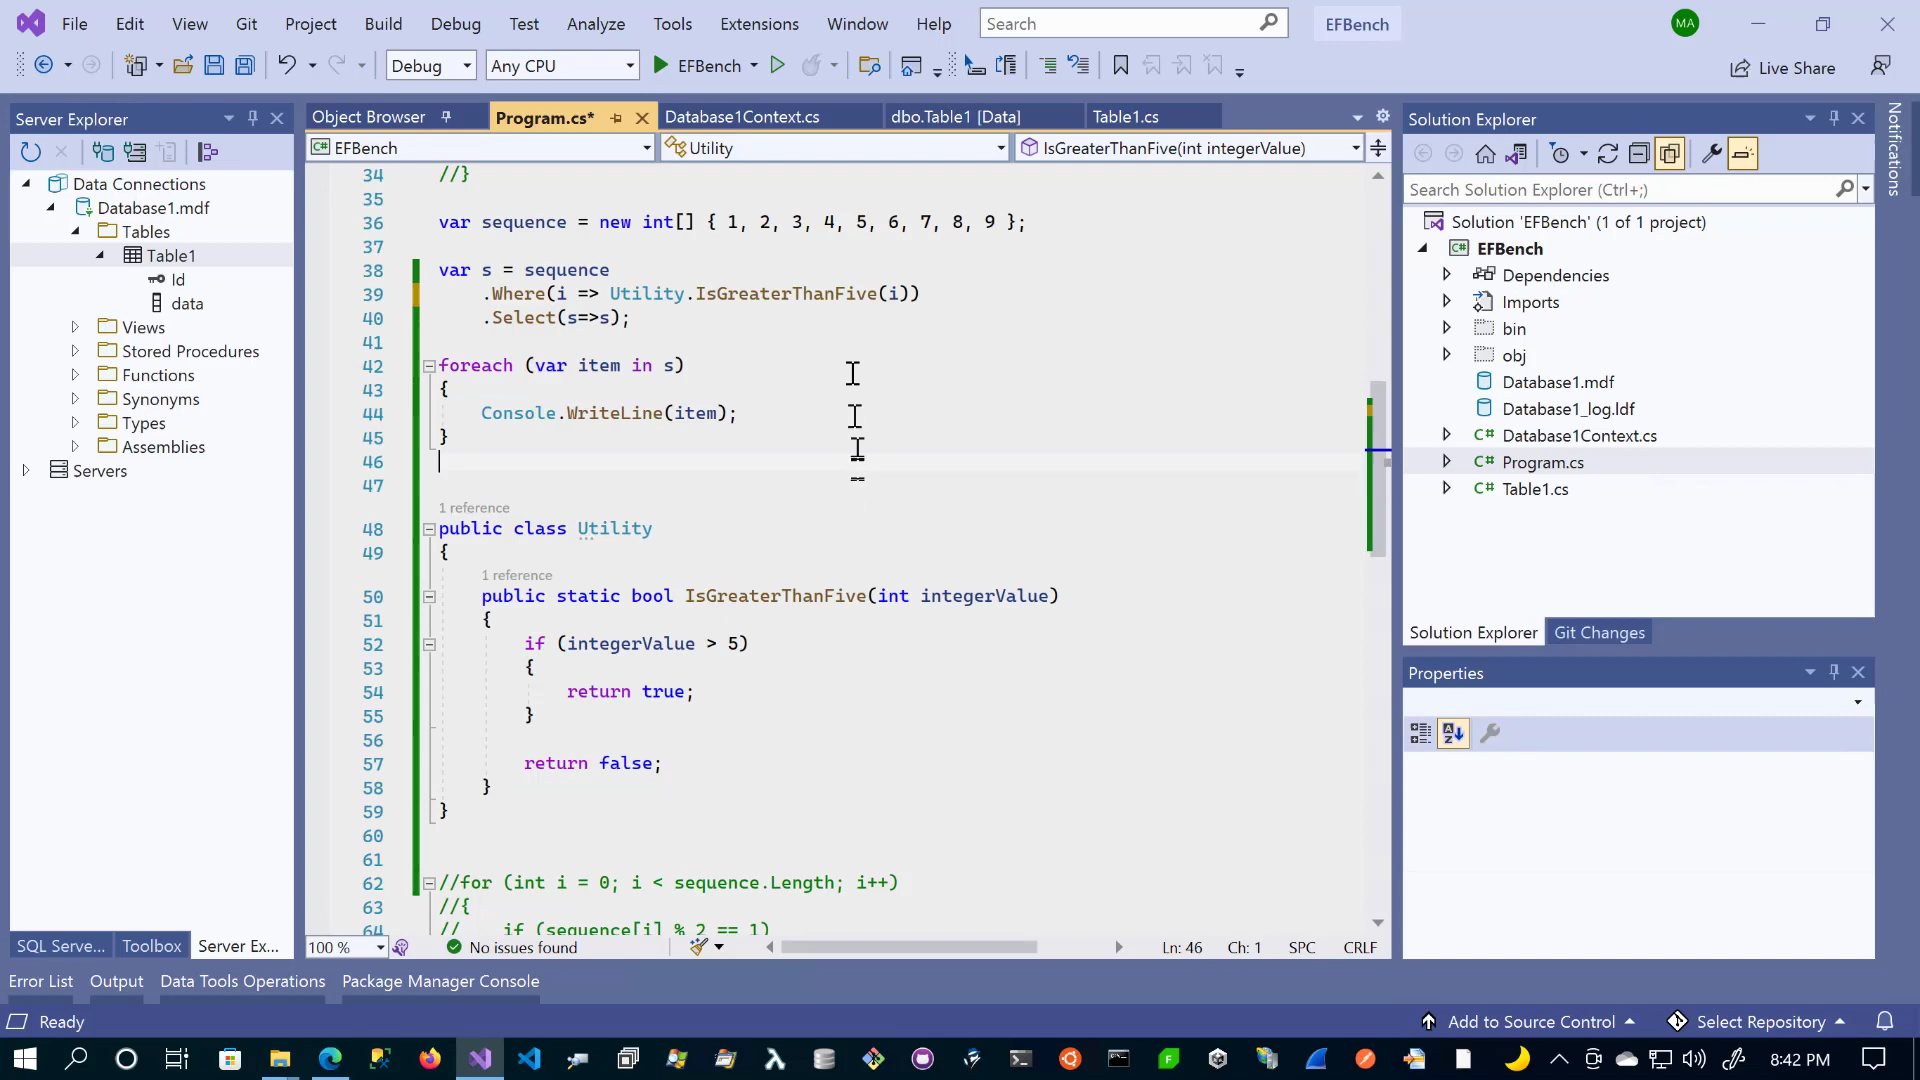 File Edit View Git Project Build Debug Test Analyze Tools Extensions Window Help Search EFBench MA
Debug Any CPU EFBench Live Share
Server Explorer
Data Connections
Database1.mdf
Tables
Table1
Id
data
Views
Stored Procedures
Functions
Synonyms
Types
Assemblies
Servers
SQL Serve... Toolbox Server Ex...
Object Browser Program.cs* Database1Context.cs dbo.Table1 [Data] Table1.cs
C# EFBench Utility IsGreaterThanFive(int integerValue)
34 //}
35
36 var sequence = new int[] { 1, 2, 3, 4, 5, 6, 7, 8, 9 };
37
38 var s = sequence
39 .Where(i => Utility.IsGreaterThanFive(i))
40 .Select(s=>s);
41
42 foreach (var item in s)
43 {
44 Console.WriteLine(item);
45 }
46
47
1 reference
48 public class Utility
49 {
1 reference
50 public static bool IsGreaterThanFive(int integerValue)
51 {
52 if (integerValue > 5)
53 {
54 return true;
55 }
56
57 return false;
58 }
59 }
60
61
62 //for (int i = 0; i < sequence.Length; i++)
63 //{
64 // if (sequence[i] % 2 == 1)
100 % No issues found Ln: 46 Ch: 1 SPC CRLF
Solution Explorer
Search Solution Explorer (Ctrl+;)
Solution 'EFBench' (1 of 1 project)
C# EFBench
Dependencies
Imports
bin
obj
Database1.mdf
Database1_log.ldf
C# Database1Context.cs
C# Program.cs
C# Table1.cs
Solution Explorer Git Changes
Properties
Notifications
Error List Output Data Tools Operations Package Manager Console
Ready Add to Source Control Select Repository
8:42 PM